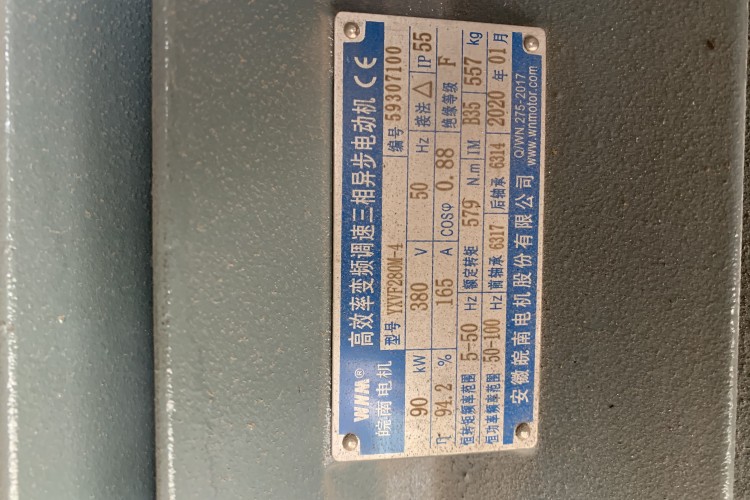 WNM® 高效率变频调速三相异步电动机 CE
皖南电机 型号 YXVF280M-4 编号 59307100
90 kW 380 V 50 Hz 接法 △ IP 55
η 94.2 % 165 A COSφ 0.88 绝缘等级 F
恒转矩频率范围 5-50 Hz 额定转矩 579 N.m IM B35 557 kg
恒功率频率范围 50-100 Hz 前轴承 6317 后轴承 6314 2020 年 01 月
安徽皖南电机股份有限公司 Q/WN.275-2017
www.wnmotor.com